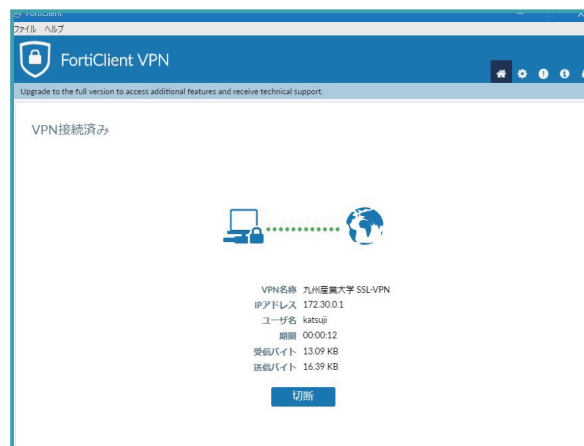 FortiClient
ファイル ヘルプ
FortiClient VPN
Upgrade to the full version to access additional features and receive technical support.
VPN接続済み
VPN名称 九州産業大学 SSL-VPN
IPアドレス 172.30.0.1
ユーザ名 katsuji
期間 00:00:12
受信バイト 13.09 KB
送信バイト 16.39 KB
切断